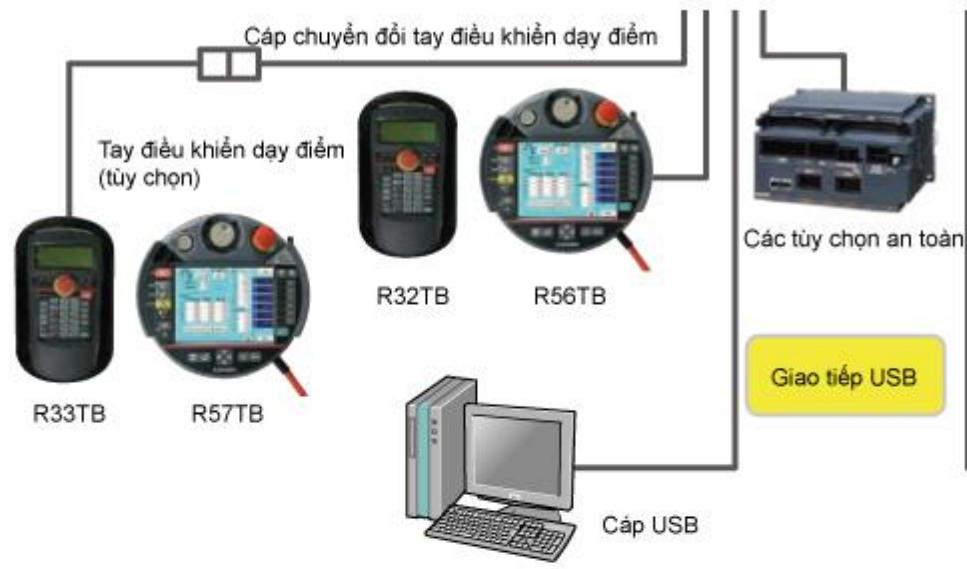 Cáp chuyển đổi tay điều khiển dạy điểm
Tay điều khiển dạy điểm
(tùy chọn)
Các tùy chọn an toàn
R32TB
R56TB
Giao tiếp USB
R33TB
R57TB
Cáp USB